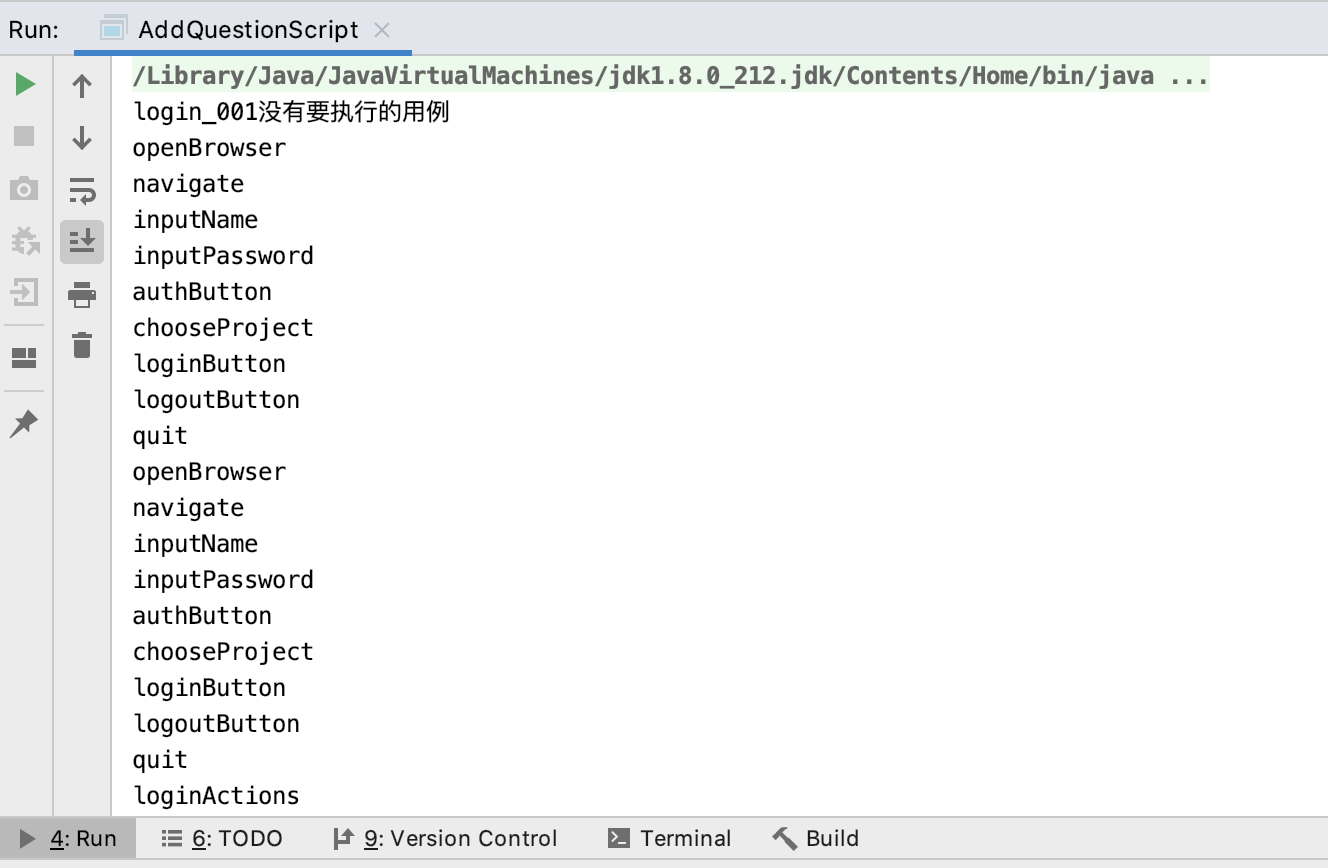 Run: AddQuestionScript
/Library/Java/JavaVirtualMachines/jdk1.8.0_212.jdk/Contents/Home/bin/java ...
login_001没有要执行的用例
openBrowser
navigate
inputName
inputPassword
authButton
chooseProject
loginButton
logoutButton
quit
openBrowser
navigate
inputName
inputPassword
authButton
chooseProject
loginButton
logoutButton
quit
loginActions
4: Run 6: TODO 9: Version Control Terminal Build